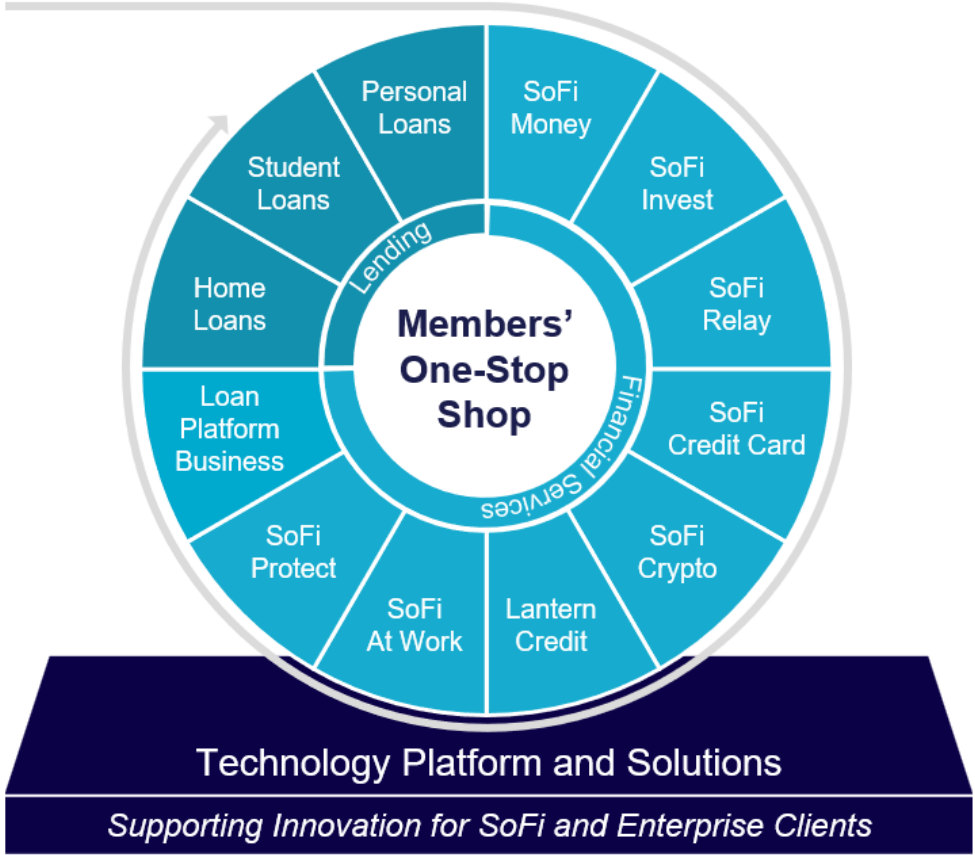 Personal
Loans
SoFi
Money
Student
Loans
SoFi
Invest
Home
Loans
SoFi
Relay
Lending
Members’
One-Stop
Shop
Financial Services
Loan
Platform
Business
SoFi
Credit Card
SoFi
Protect
SoFi
Crypto
SoFi
At Work
Lantern
Credit
Technology Platform and Solutions
Supporting Innovation for SoFi and Enterprise Clients